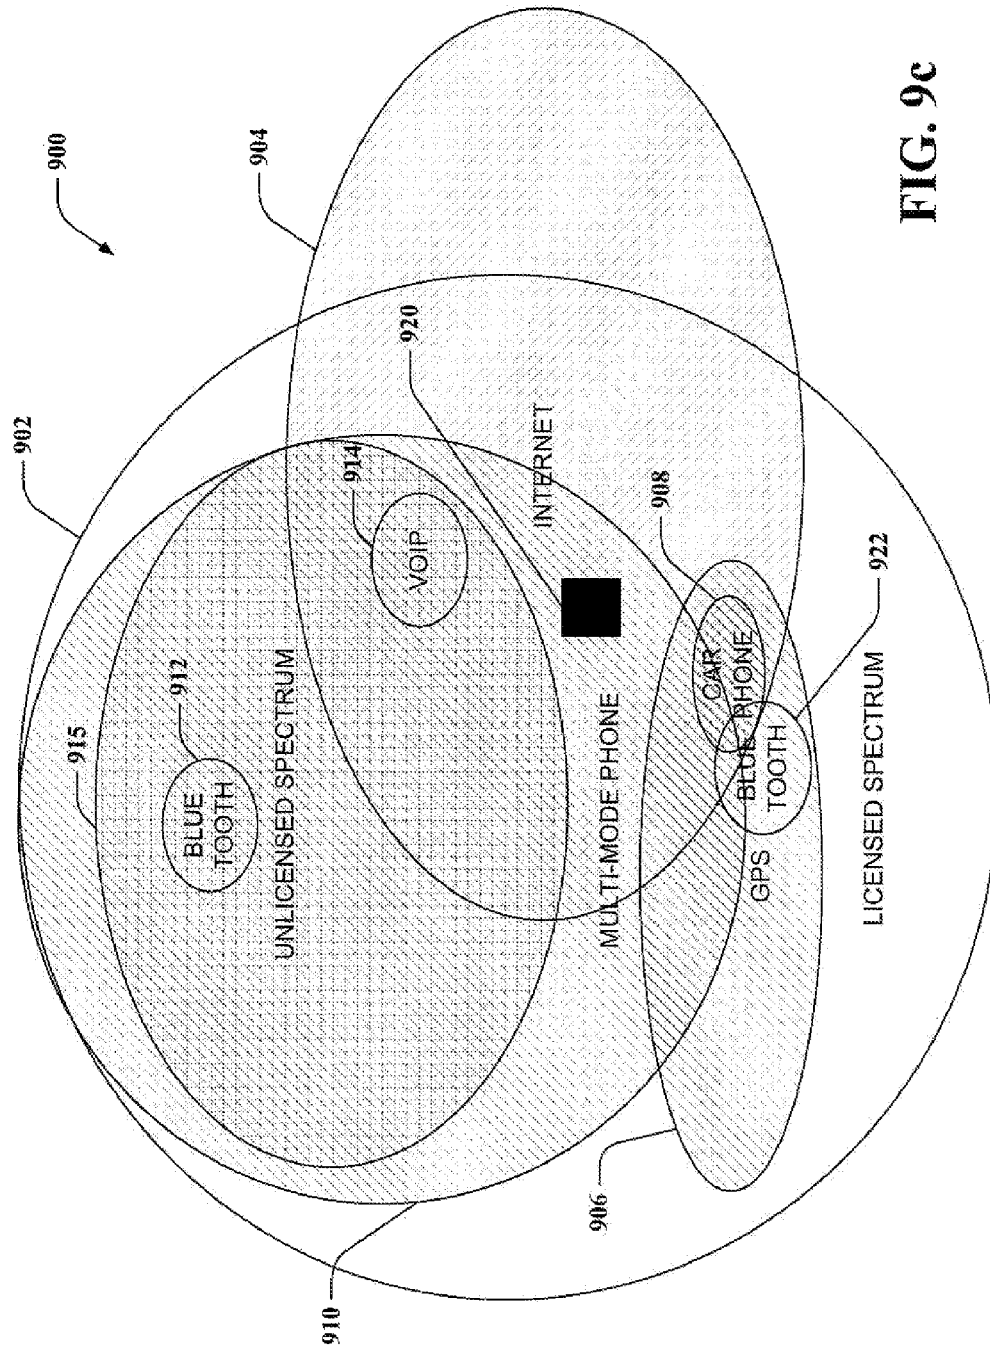 900
902
904
915
912
BLUE
TOOTH
UNLICENSED SPECTRUM
914
VOIP
920
INTERNET
910
MULTI-MODE PHONE
908
CAR
PHONE
BLUE
TOOTH
922
906
GPS
LICENSED SPECTRUM
FIG. 9c